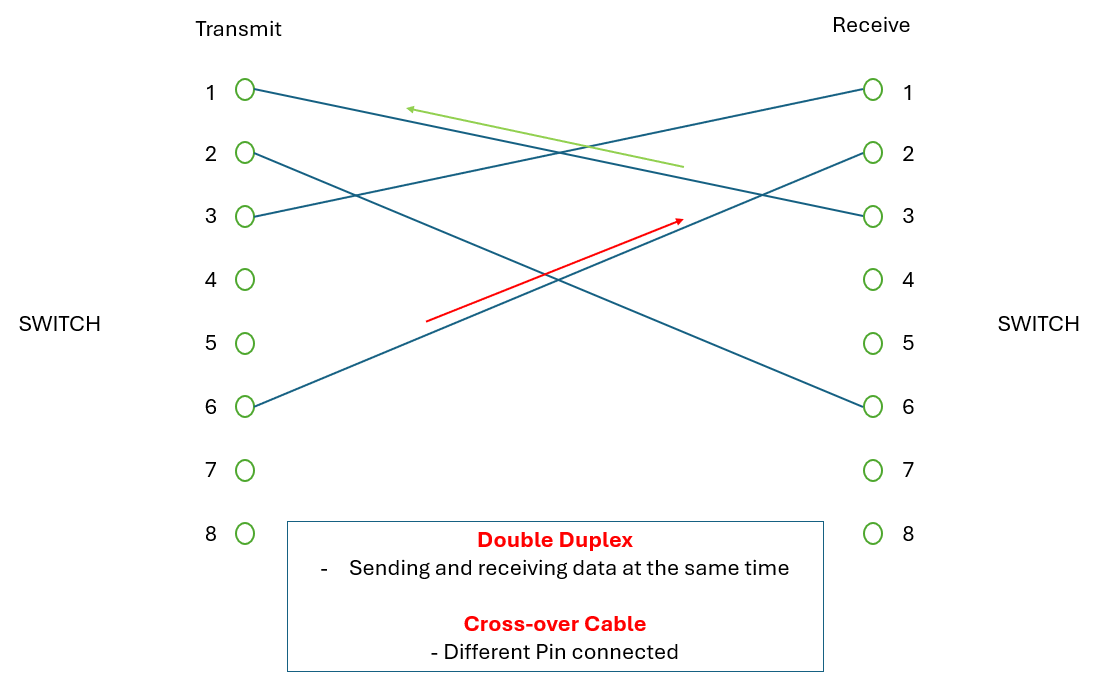 Transmit Receive
1 1
2 2
3 3
4 4
SWITCH SWITCH
5 5
6 6
7 7
8 8
Double Duplex
- Sending and receiving data at the same time
Cross-over Cable
- Different Pin connected